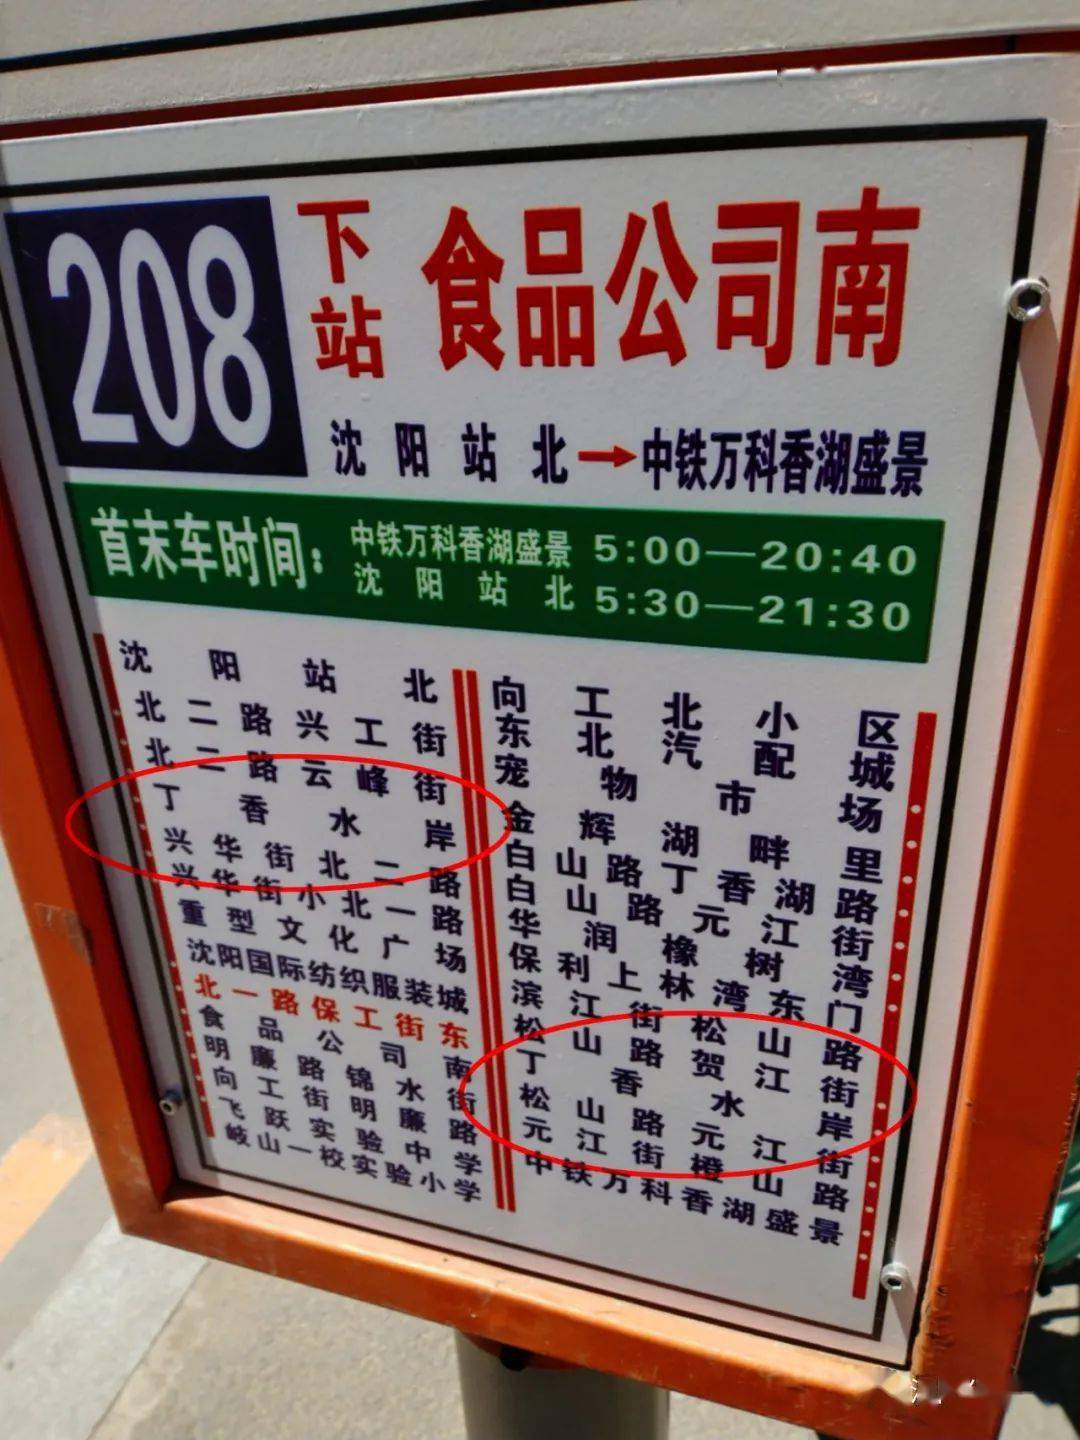 208
下站
食品公司南
沈阳站北→中铁万科香湖盛景
首末车时间：
中铁万科香湖盛景 5:00—20:40
沈阳站北 5:30—21:30
沈阳站北
北二路兴工街
北二路云峰街
丁香水岸
兴华街北二路
兴华街小北一路
重型文化广场
沈阳国际纺织服装城
北一路保工街东
食品公司南
明廉路锦水街
向工街明廉路
飞跃实验中学
岐山一校实验小学
向工北小区
东北汽配城
宠物市场
金辉湖畔里
白山路丁香湖路
白山路元江街
华润橡树湾
保利上林湾东门
滨江街松山路
松山路贺江街
丁香水岸
松山路元江街
元江街橙山路
中铁万科香湖盛景